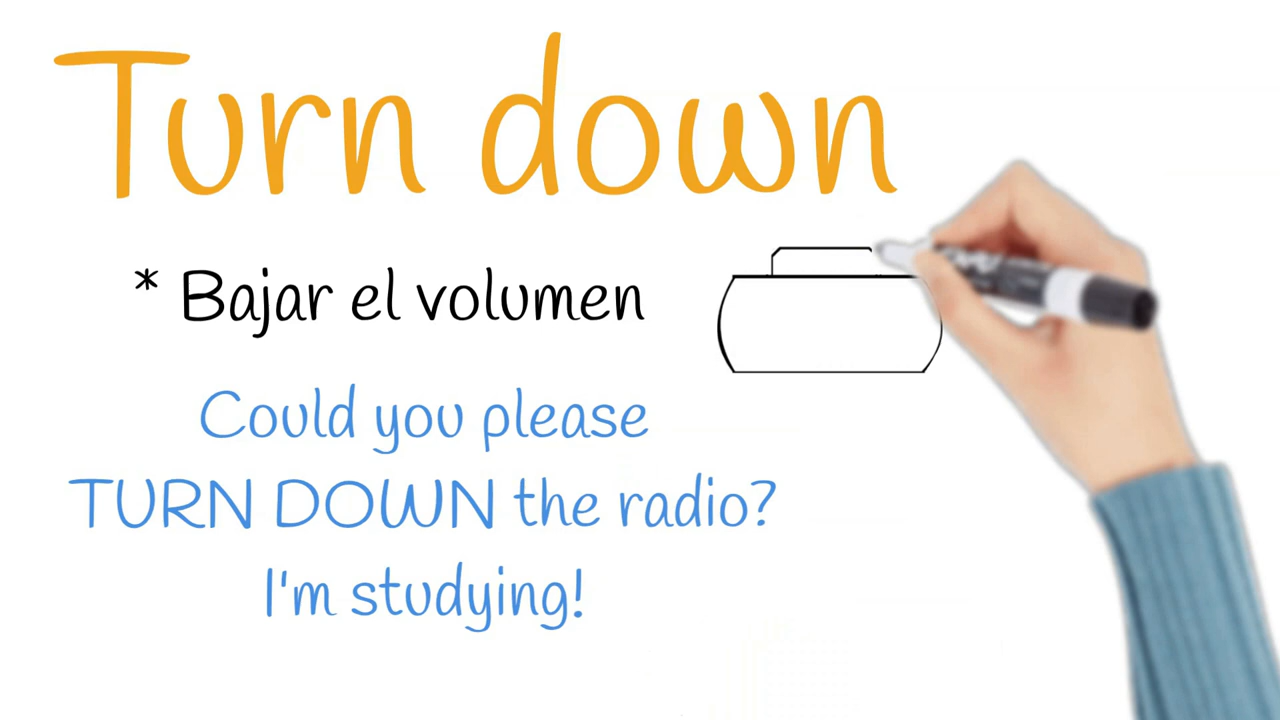 Turn down
* Bajar el volumen
Could you please
TURN DOWN the radio?
I'm studying!